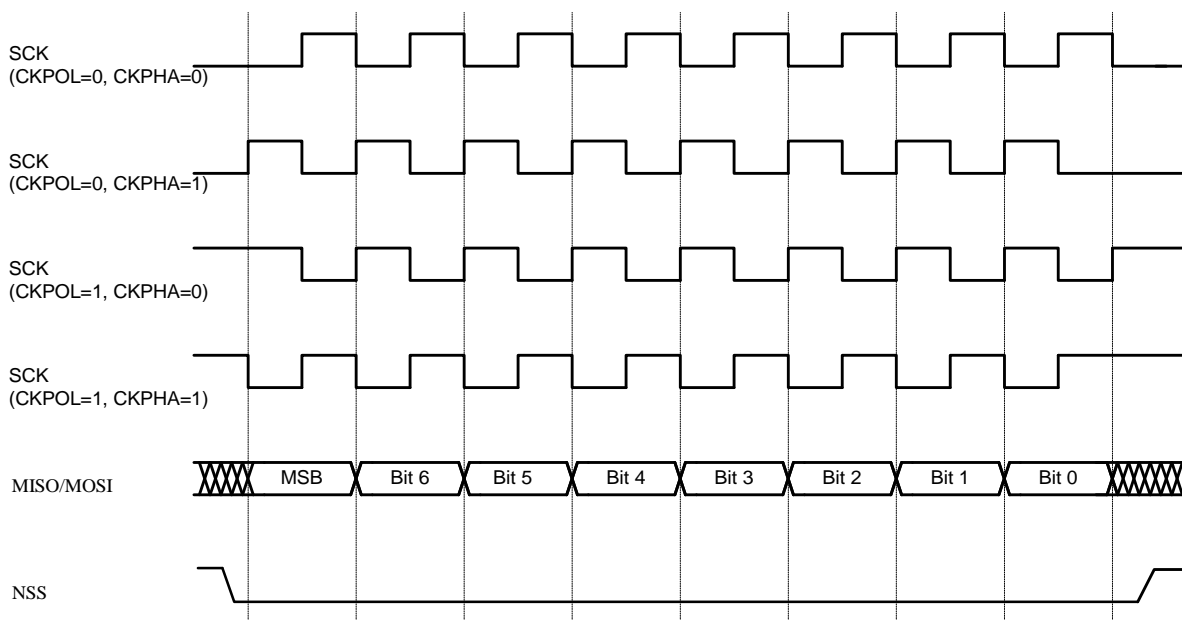 SCK
(CKPOL=0, CKPHA=0)
SCK
(CKPOL=0, CKPHA=1)
SCK
(CKPOL=1, CKPHA=0)
SCK
(CKPOL=1, CKPHA=1)
MISO/MOSI MSB Bit 6 Bit 5 Bit 4 Bit 3 Bit 2 Bit 1 Bit 0
NSS